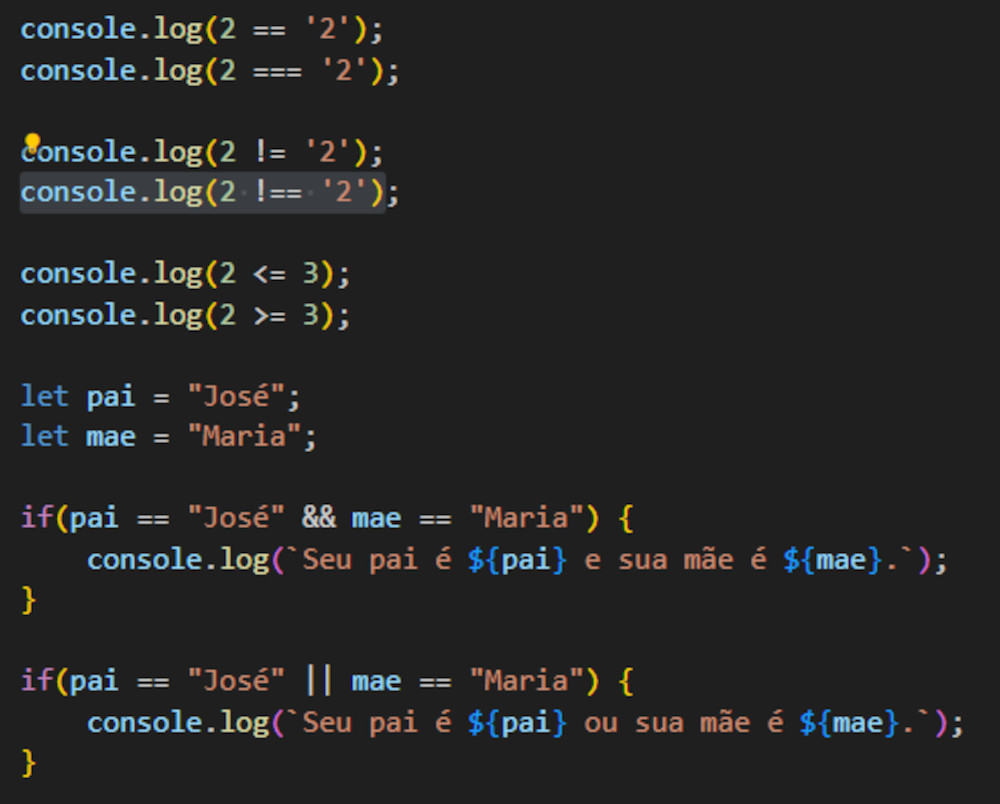 console.log(2 == '2');
console.log(2 === '2');
console.log(2 != '2');
console.log(2 !== '2');
console.log(2 <= 3);
console.log(2 >= 3);
let pai = "José";
let mae = "Maria";
if(pai == "José" && mae == "Maria") {
    console.log(`Seu pai é ${pai} e sua mãe é ${mae}.`);
}
if(pai == "José" || mae == "Maria") {
    console.log(`Seu pai é ${pai} ou sua mãe é ${mae}.`);
}